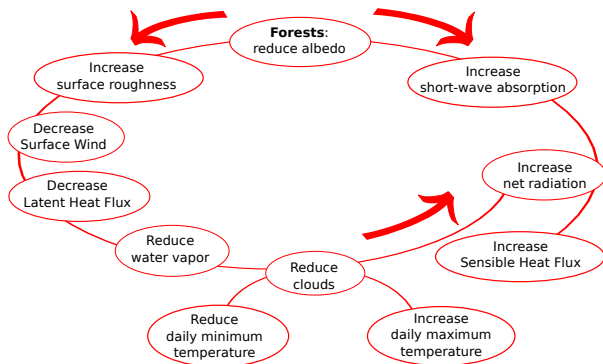 Forests:
reduce albedo
Increase
surface roughness
Increase
short-wave absorption
Decrease
Surface Wind
Decrease
Latent Heat Flux
Increase
net radiation
Reduce
water vapor
Increase
Sensible Heat Flux
Reduce
clouds
Reduce
daily minimum
temperature
Increase
daily maximum
temperature